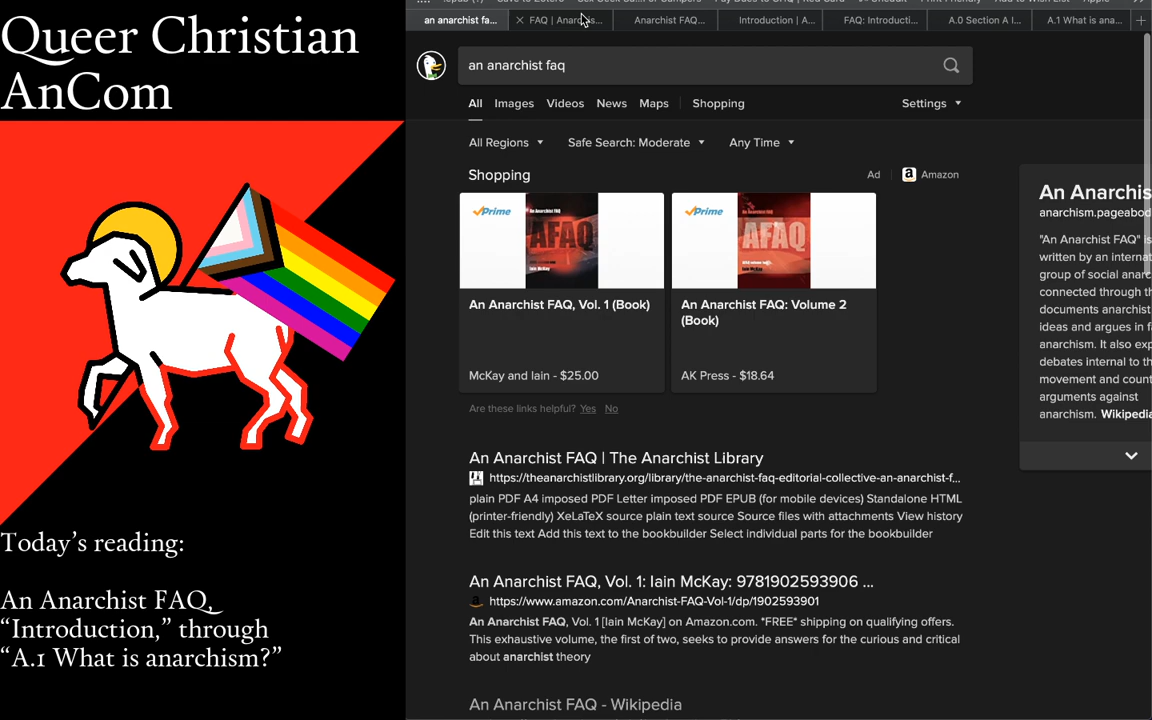 Queer Christian
AnCom
Today's reading:
An Anarchist FAQ,
“Introduction,” through
“A.1 What is anarchism?”
an anarchist fa...
FAQ | Anarchis...
Anarchist FAQ...
Introduction | A...
FAQ: Introducti...
A.0 Section A I...
A.1 What is ana...
an anarchist faq
All Images Videos News Maps Shopping Settings
All Regions Safe Search: Moderate Any Time
Shopping Ad Amazon
Prime
AFAQ
An Anarchist FAQ, Vol. 1 (Book)
McKay and Iain - $25.00
Prime
AFAQ
An Anarchist FAQ: Volume 2
(Book)
AK Press - $18.64
Are these links helpful? Yes No
An Anarchist FAQ | The Anarchist Library
https://theanarchistlibrary.org/library/the-anarchist-faq-editorial-collective-an-anarchist-f...
plain PDF A4 imposed PDF Letter imposed PDF EPUB (for mobile devices) Standalone HTML
(printer-friendly) XeLaTeX source plain text source Source files with attachments View history
Edit this text Add this text to the bookbuilder Select individual parts for the bookbuilder
An Anarchist FAQ, Vol. 1: Iain McKay: 9781902593906 ...
https://www.amazon.com/Anarchist-FAQ-Vol-1/dp/1902593901
An Anarchist FAQ, Vol. 1 [Iain McKay] on Amazon.com. *FREE* shipping on qualifying offers.
This exhaustive volume, the first of two, seeks to provide answers for the curious and critical
about anarchist theory
An Anarchist FAQ - Wikipedia
An Anarchis
anarchism.pageabod
"An Anarchist FAQ" is
written by an internat
group of social anarc
connected through th
documents anarchist
ideas and argues in f
anarchism. It also exp
debates internal to th
movement and count
arguments against
anarchism. Wikipedia